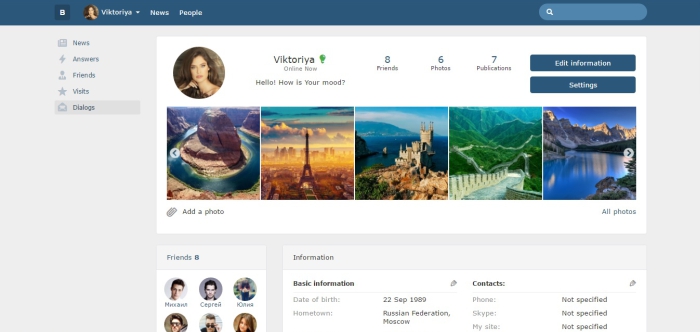 B Viktoriya News People
News
Answers
Friends
Visits
Dialogs
Viktoriya
Online Now
Hello! How is Your mood?
8
Friends
6
Photos
7
Publications
Edit information
Settings
Add a photo
All photos
Friends 8
Михаил Сергей Юлия
Information
Basic information
Date of birth: 22 Sep 1989
Hometown: Russian Federation,
Moscow
Contacts:
Phone: Not specified
Skype: Not specified
My site: Not specified